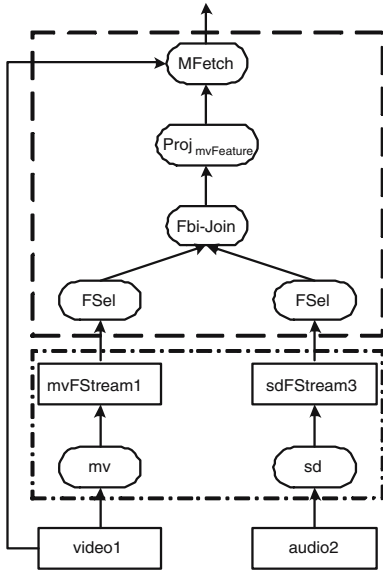 MFetch
Proj mvFeature
Fbi-Join
FSel FSel
mvFStream1 sdFStream3
mv sd
video1 audio2